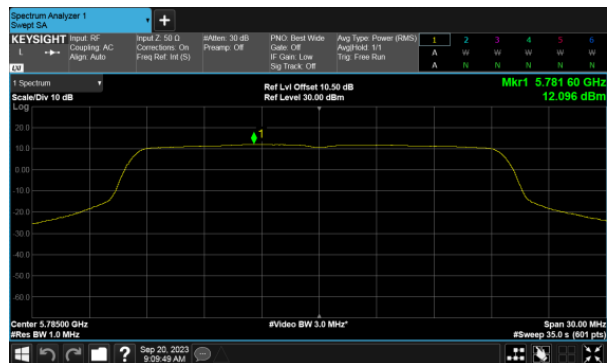 Spectrum Analyzer 1
Swept SA
+
KEYSIGHT
L
LU
Input: RF
Coupling: AC
Align: Auto
Input Z: 50 Ω
Corrections: On
Freq Ref: Int (S)
#Atten: 30 dB
Preamp: Off
PNO: Best Wide
Gate: Off
IF Gain: Low
Sig Track: Off
Avg Type: Power (RMS)
Avg|Hold: 1/1
Trig: Free Run
1 2 3 4 5 6
A W W W W W
A N N N N N
1 Spectrum
Scale/Div 10 dB
Log
Ref Lvl Offset 10.50 dB
Ref Level 30.00 dBm
Mkr1 5.781 60 GHz
12.096 dBm
1
20.0
10.0
0.00
-10.0
-20.0
-30.0
-40.0
-50.0
-60.0
Center 5.78500 GHz
#Res BW 1.0 MHz
#Video BW 3.0 MHz*
Span 30.00 MHz
#Sweep 35.0 s (601 pts)
?
Sep 20, 2023
9:09:49 AM